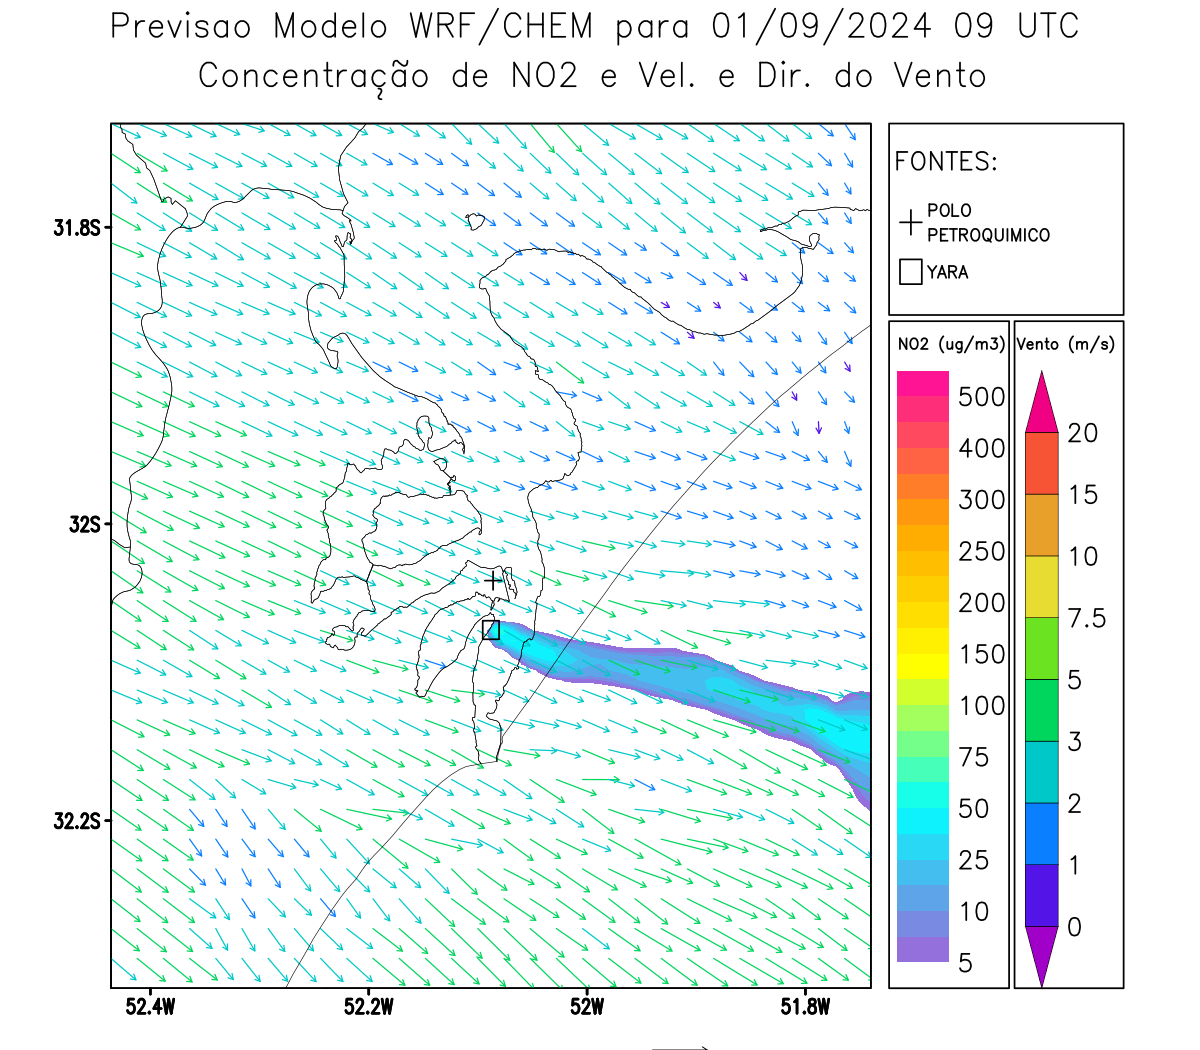 Previsao Modelo WRF/CHEM para 01/09/2024 09 UTC
Concentração de NO2 e Vel. e Dir. do Vento
FONTES:
POLO
PETROQUIMICO
YARA
NO2 (ug/m3)
500
400
300
250
200
150
100
75
50
25
10
5
Vento (m/s)
20
15
10
7.5
5
3
2
1
0
31.8S
32S
32.2S
52.4W
52.2W
52W
51.8W